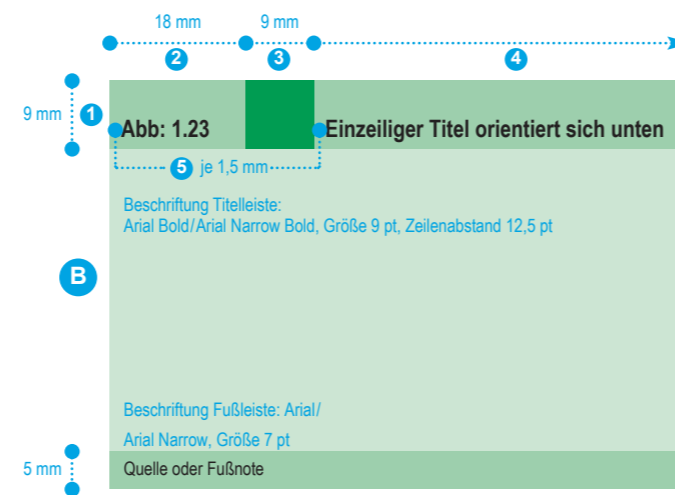 18 mm 9 mm
2 3 4
9 mm 1
Abb: 1.23 Einzeiliger Titel orientiert sich unten
5 je 1,5 mm
Beschriftung Titelleiste:
Arial Bold/Arial Narrow Bold, Größe 9 pt, Zeilenabstand 12,5 pt
B
Beschriftung Fußleiste: Arial/
Arial Narrow, Größe 7 pt
5 mm Quelle oder Fußnote